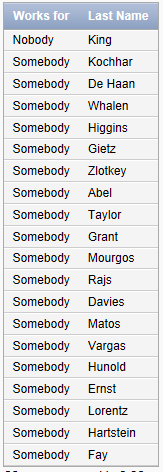 Works for Last Name
Nobody King
Somebody Kochhar
Somebody De Haan
Somebody Whalen
Somebody Higgins
Somebody Gietz
Somebody Zlotkey
Somebody Abel
Somebody Taylor
Somebody Grant
Somebody Mourgos
Somebody Rajs
Somebody Davies
Somebody Matos
Somebody Vargas
Somebody Hunold
Somebody Ernst
Somebody Lorentz
Somebody Hartstein
Somebody Fay